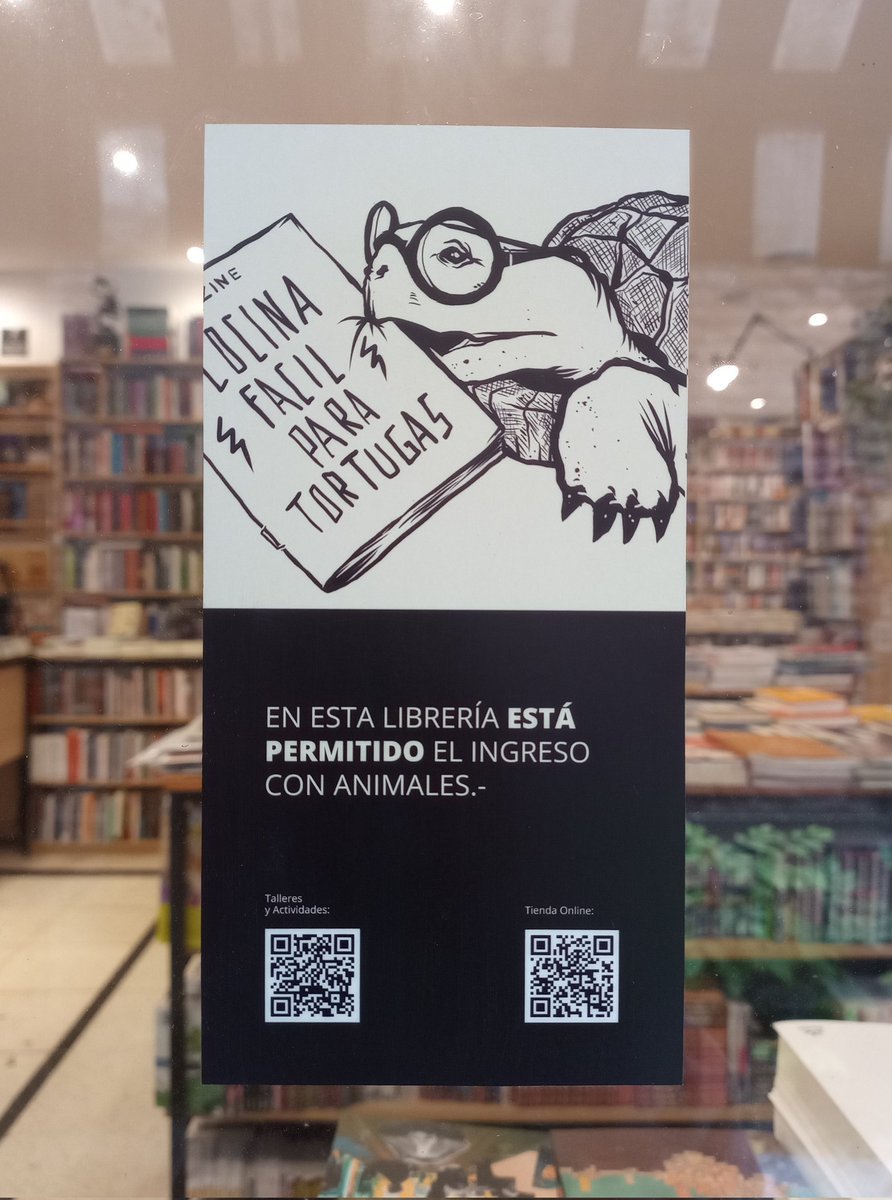 LINE
COCINA
FACIL
PARA
TORTUGAS
EN ESTA LIBRERÍA ESTÁ
PERMITIDO EL INGRESO
CON ANIMALES.-
Talleres
y Actividades:
Tienda Online: